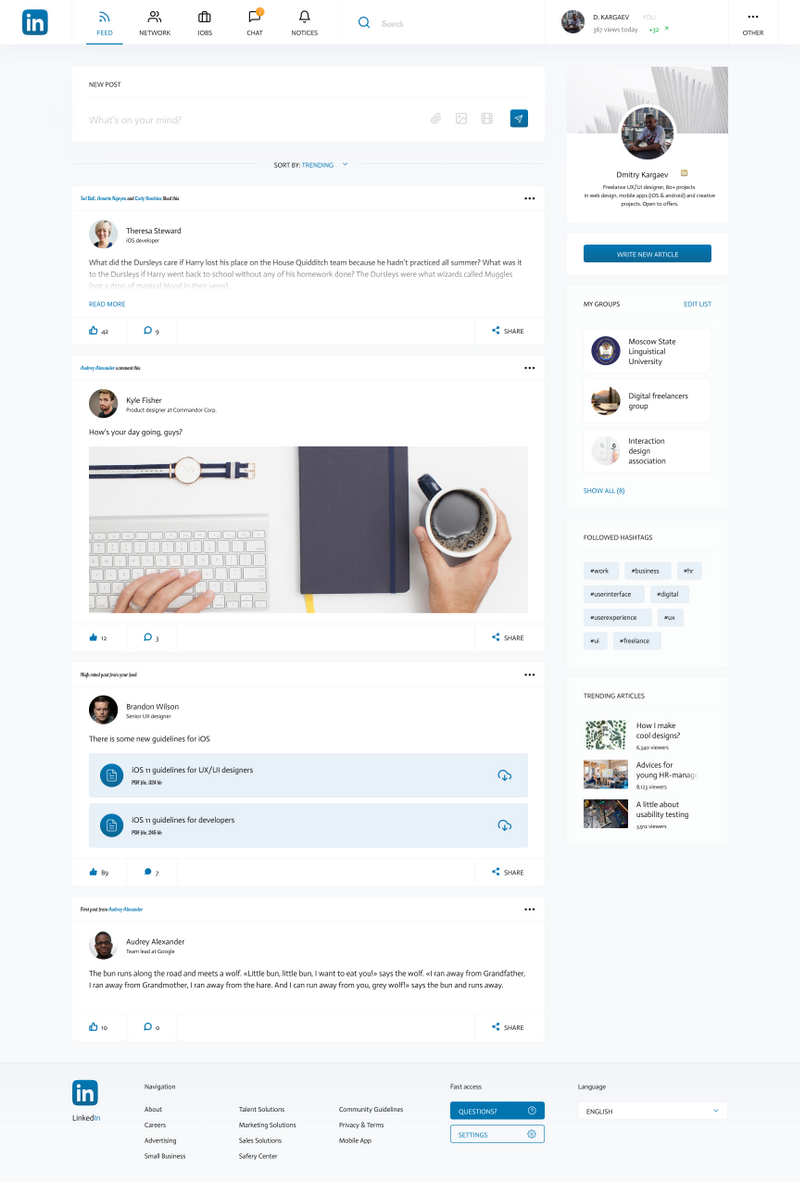 in
FEED
NETWORK
JOBS
CHAT
NOTICES
Search
D. KARGAEV
YOU
367 views today
+32
OTHER
NEW POST
What's on your mind?
SORT BY: TRENDING
Ted Bell, Annette Nguyen and Cody Hawkins liked this
Theresa Steward
iOS developer
What did the Dursleys care if Harry lost his place on the House Quidditch team because he hadn't practiced all summer? What was it
to the Dursleys if Harry went back to school without any of his homework done? The Dursleys were what wizards called Muggles
(not a drop of magical blood in their veins)
READ MORE
42
9
SHARE
Audrey Alexander comment this
Kyle Fisher
Product designer at Commandor Corp.
How's your day going, guys?
12
3
SHARE
High rated post from your feed
Brandon Wilson
Senior UX designer
There is some new guidelines for iOS
iOS 11 guidelines for UX/UI designers
PDF file, 324 kb
iOS 11 guidelines for developers
PDF file, 245 kb
89
7
SHARE
First post from Audrey Alexander
Audrey Alexander
Team lead at Google
The bun runs along the road and meets a wolf. «Little bun, little bun, I want to eat you!» says the wolf. «I ran away from Grandfather,
I ran away from Grandmother, I ran away from the hare. And I can run away from you, grey wolf!» says the bun and runs away.
10
0
SHARE
Dmitry Kargaev
Freelance UX/UI designer, 80+ projects
in web design, mobile apps (iOS & android) and creative
projects. Open to offers.
WRITE NEW ARTICLE
MY GROUPS
EDIT LIST
Moscow State
Linguistical
University
Digital freelancers
group
Interaction
design
association
SHOW ALL (8)
FOLLOWED HASHTAGS
#work
#business
#hr
#userinterface
#digital
#userexperience
#ux
#ui
#freelance
TRENDING ARTICLES
How I make
cool designs?
6,340 viewers
Advices for
young HR-manage
8,123 viewers
A little about
usability testing
3,912 viewers
in
LinkedIn
Navigation
About
Careers
Advertising
Small Business
Talent Solutions
Marketing Solutions
Sales Solutions
Safery Center
Community Guidelines
Privacy & Terms
Mobile App
Fast access
QUESTIONS?
SETTINGS
Language
ENGLISH